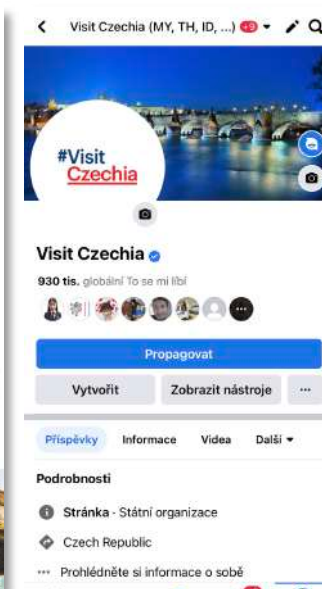 Visit Czechia (MY, TH, ID, ...) +9
#Visit
Czechia
Visit Czechia
930 tis. globální To se mi líbí
Propagovat
Vytvořit
Zobrazit nástroje
...
Příspěvky
Informace
Videa
Další
Podrobnosti
Stránka · Státní organizace
Czech Republic
Prohlédněte si informace o sobě